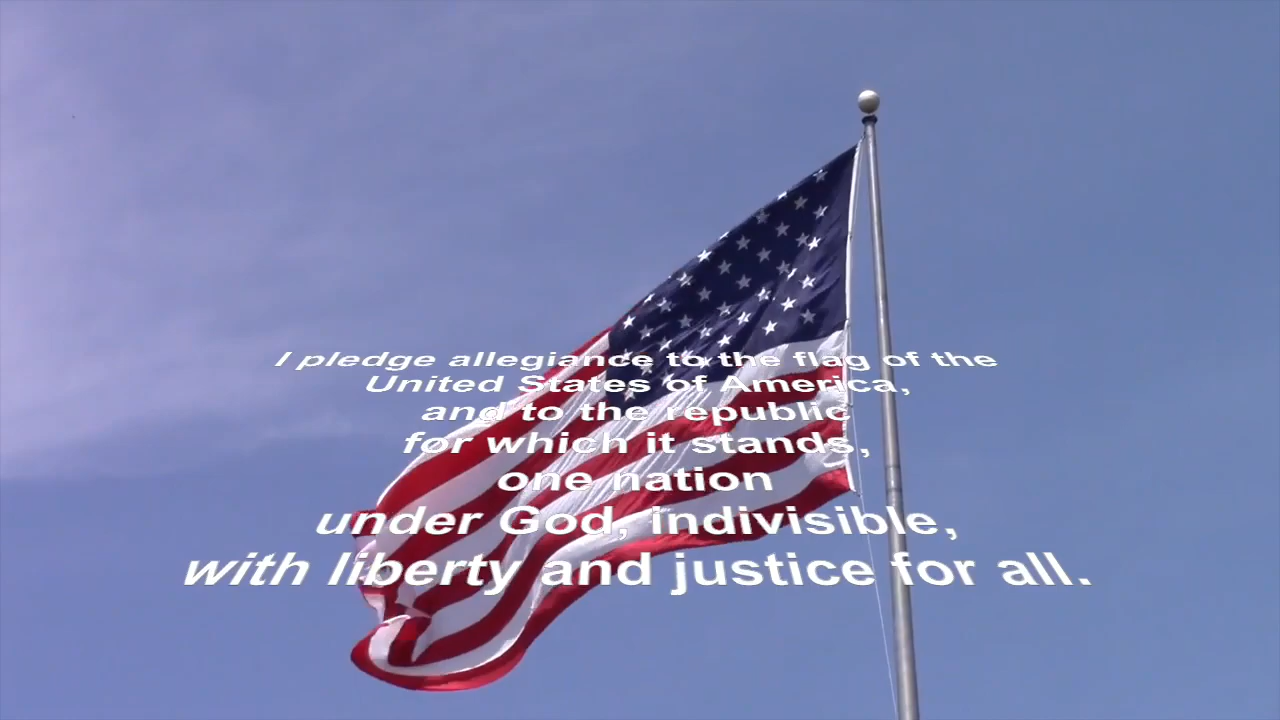 I pledge allegiance to the flag of the
United States of America,
and to the republic
for which it stands,
one nation
under God, indivisible,
with liberty and justice for all.